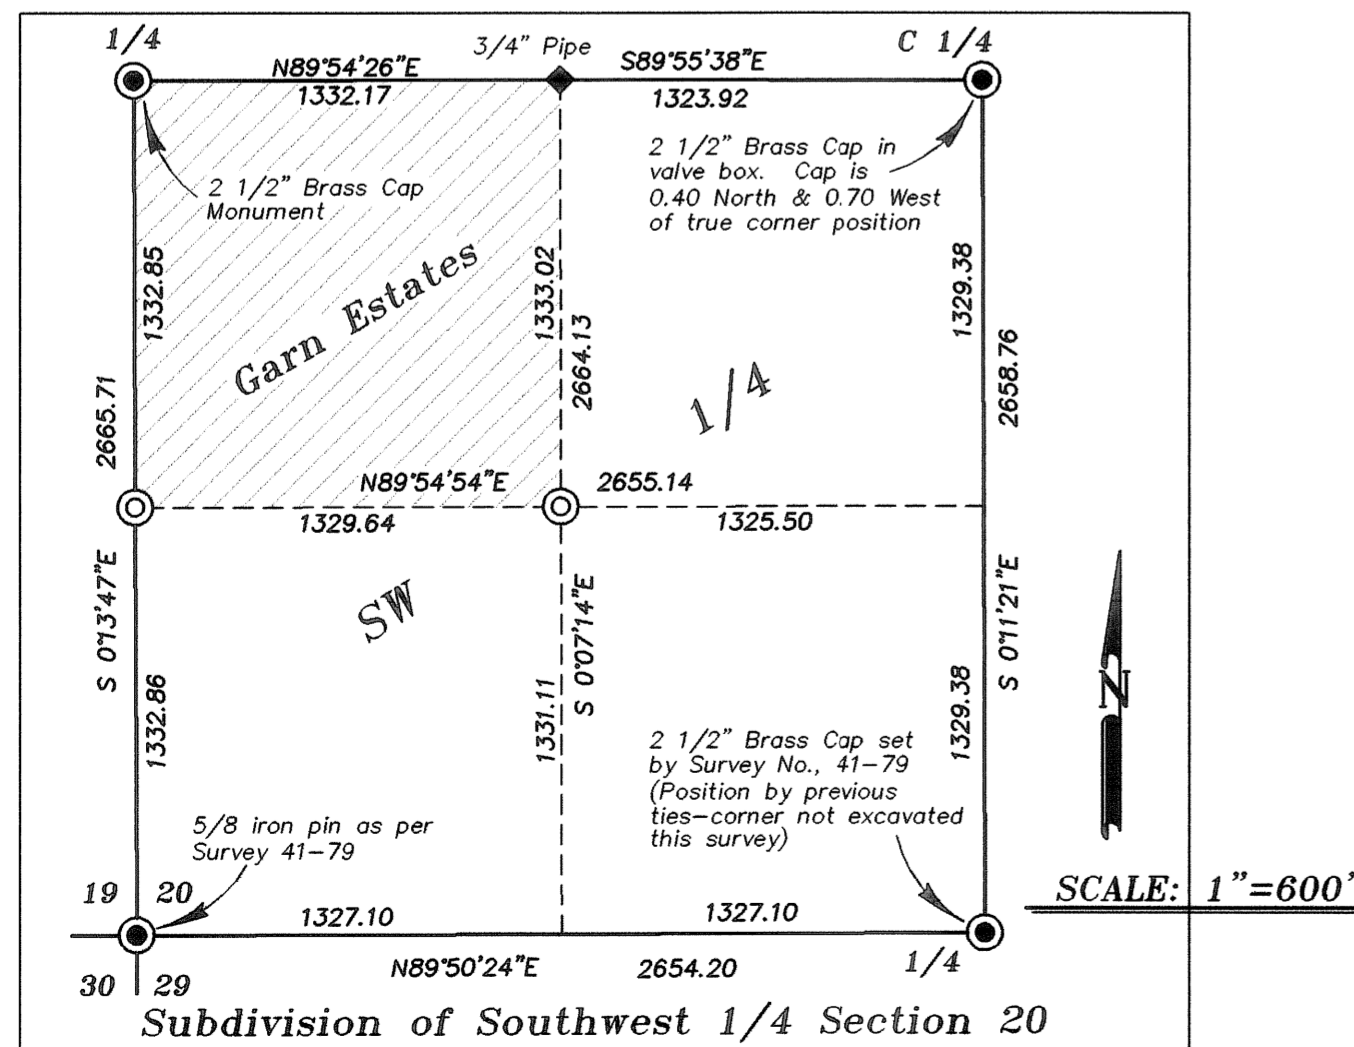 1/4
3/4" Pipe
C 1/4
N89°54'26"E
S89°55'38"E
1332.17
1323.92
2 1/2" Brass Cap
Monument
2 1/2" Brass Cap in
valve box. Cap is
0.40 North & 0.70 West
of true corner position
1332.85
1333.02
1329.38
Garn Estates
2664.13
2658.76
1/4
2665.71
N89°54'54"E
2655.14
1329.64
1325.50
S 0°13'47"E
SW
S 0°07'14"E
S 0°11'21"E
N
1332.86
1331.11
1329.38
2 1/2" Brass Cap set
by Survey No., 41-79
(Position by previous
ties-corner not excavated
this survey)
5/8 iron pin as per
Survey 41-79
19 20
SCALE: 1"=600'
1327.10
1327.10
N89°50'24"E
2654.20
1/4
30 29
Subdivision of Southwest 1/4 Section 20